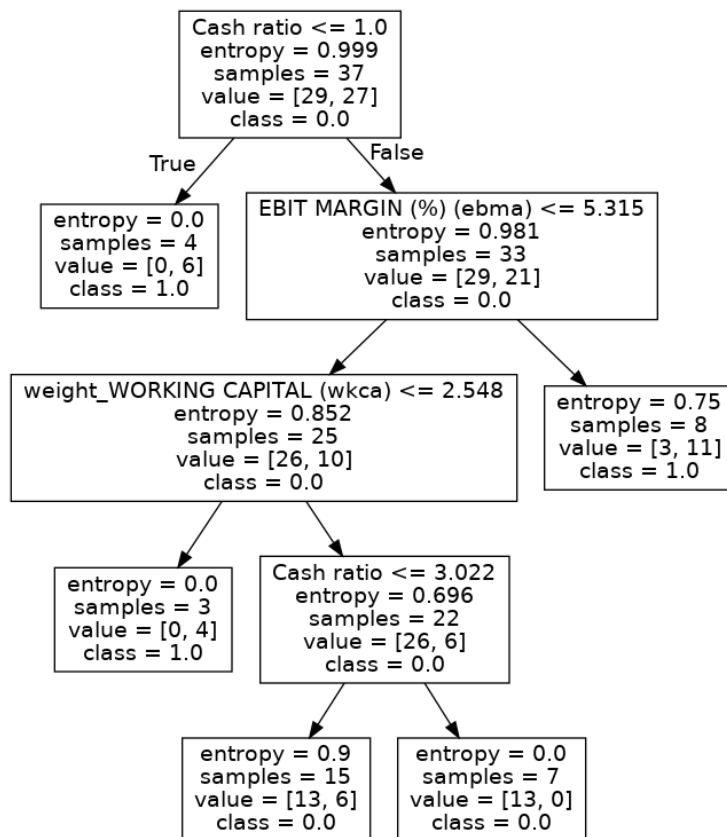 Cash ratio <= 1.0
entropy = 0.999
samples = 37
value = [29, 27]
class = 0.0
True
False
entropy = 0.0
samples = 4
value = [0, 6]
class = 1.0
EBIT MARGIN (%) (ebma) <= 5.315
entropy = 0.981
samples = 33
value = [29, 21]
class = 0.0
weight_WORKING CAPITAL (wkca) <= 2.548
entropy = 0.852
samples = 25
value = [26, 10]
class = 0.0
entropy = 0.75
samples = 8
value = [3, 11]
class = 1.0
entropy = 0.0
samples = 3
value = [0, 4]
class = 1.0
Cash ratio <= 3.022
entropy = 0.696
samples = 22
value = [26, 6]
class = 0.0
entropy = 0.9
samples = 15
value = [13, 6]
class = 0.0
entropy = 0.0
samples = 7
value = [13, 0]
class = 0.0